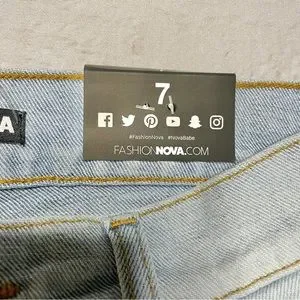 7
#FashionNova #NovaBabe
FASHIONNOVA.COM
A